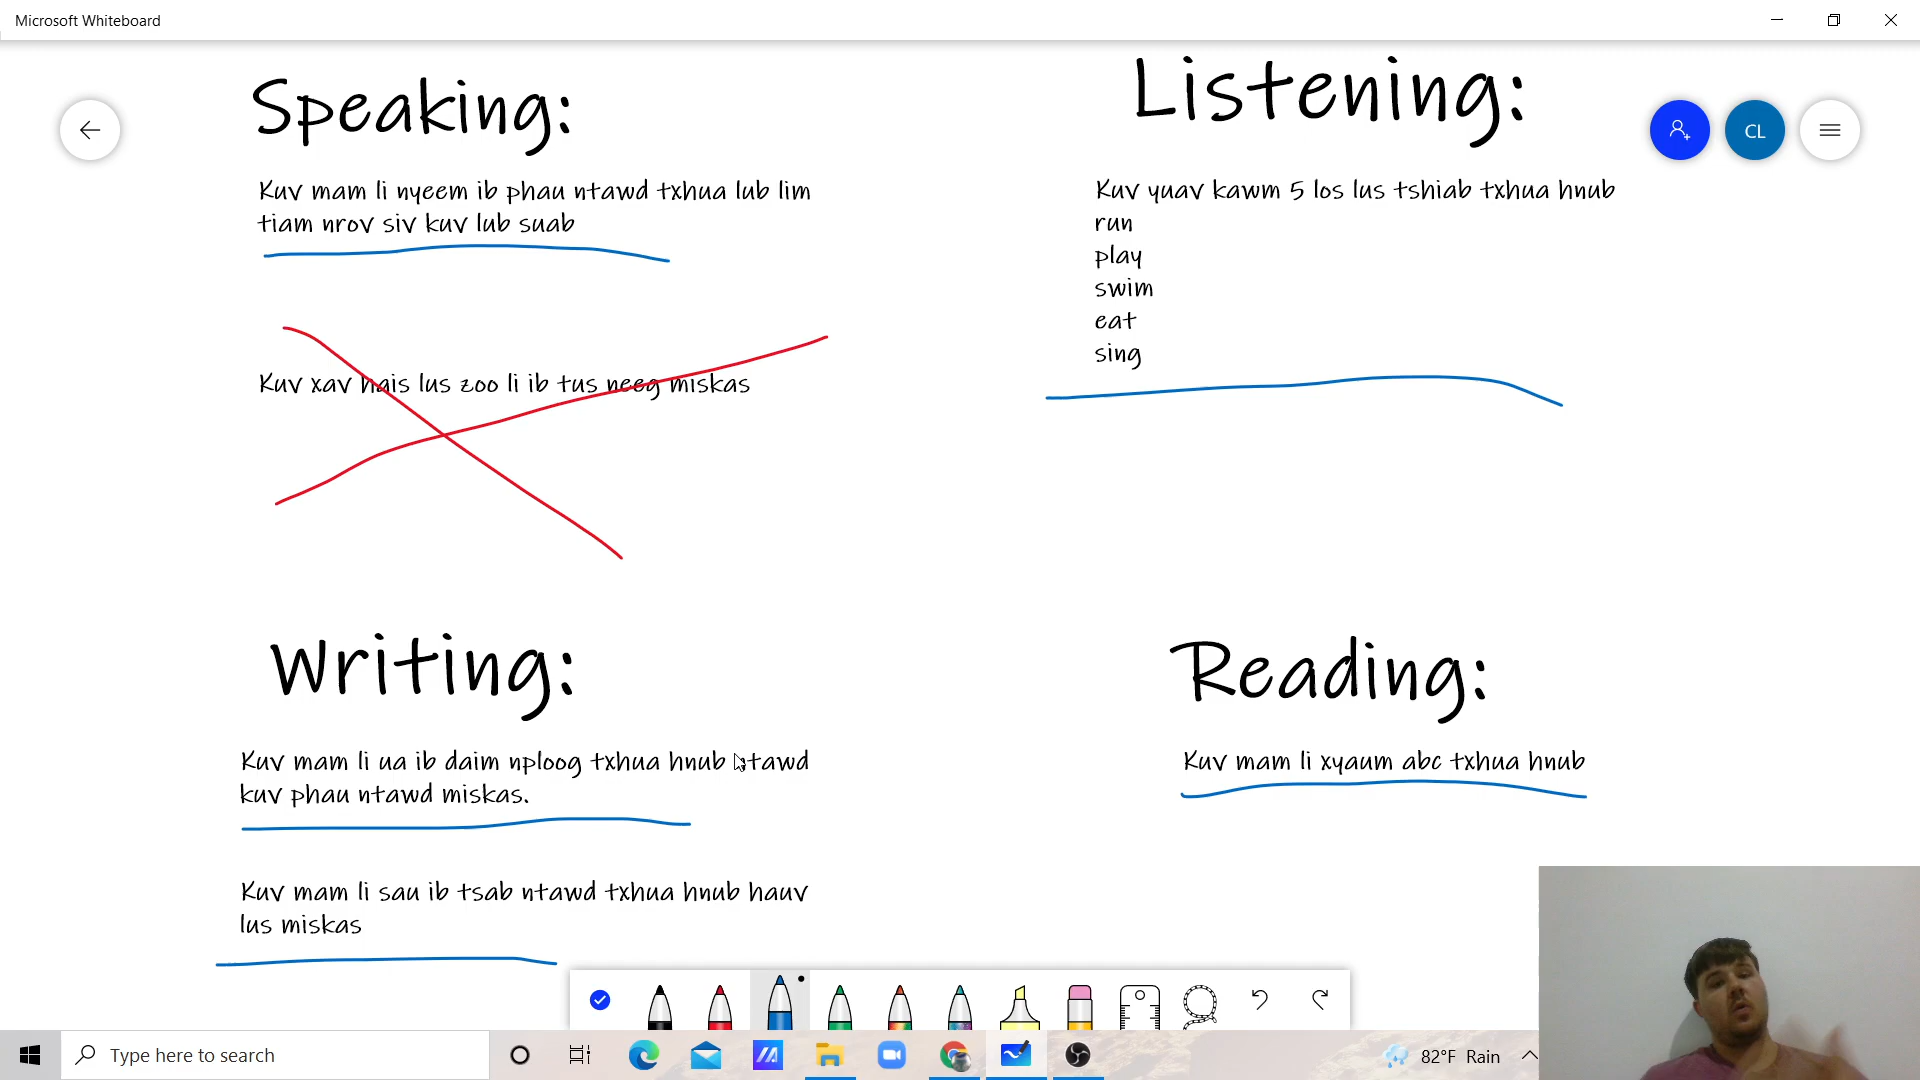 Microsoft Whiteboard
Speaking:
Kuv mam li nyeem ib phau ntawd txhua lub lim
tiam nrov siv kuv lub suab
Kuv xav hais lus zoo li ib tus neeg miskas
Listening:
CL
Kuv yuav kawm 5 los lus tshiab txhua hnub
run
play
swim
eat
sing
Writing:
Kuv mam li ua ib daim nploog txhua hnub ntawd
kuv phau ntawd miskas.
Kuv mam li sau ib tsab ntawd txhua hnub hauv
lus miskas
Reading:
Kuv mam li xyaum abc txhua hnub
Type here to search
82°F Rain